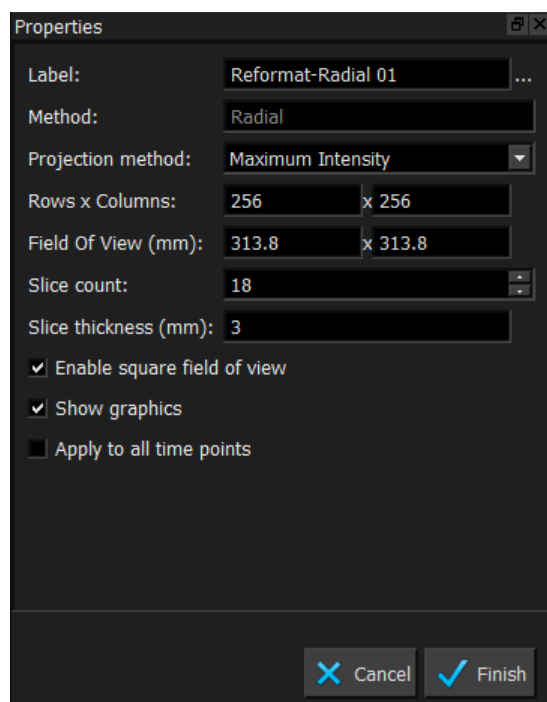 Properties
Label: Reformat-Radial 01 ...
Method: Radial
Projection method: Maximum Intensity
Rows x Columns: 256 x 256
Field Of View (mm): 313.8 x 313.8
Slice count: 18
Slice thickness (mm): 3
Enable square field of view
Show graphics
Apply to all time points
Cancel Finish